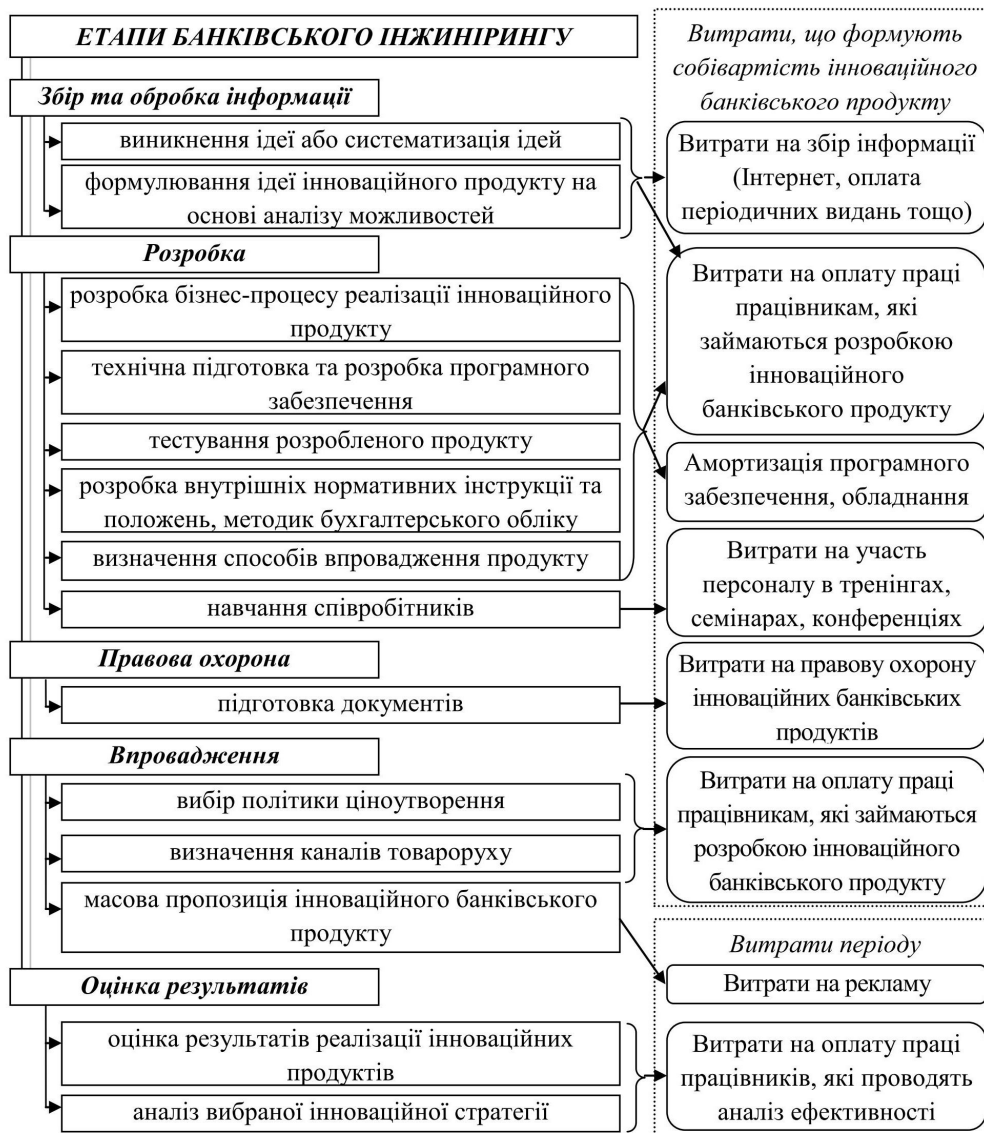 ЕТАПИ БАНКІВСЬКОГО ІНЖИНІРИНГУ
Збір та обробка інформації
виникнення ідеї або систематизація ідей
формулювання ідеї інноваційного продукту на
основі аналізу можливостей
Розробка
розробка бізнес-процесу реалізації інноваційного
продукту
технічна підготовка та розробка програмного
забезпечення
тестування розробленого продукту
розробка внутрішніх нормативних інструкції та
положень, методик бухгалтерського обліку
визначення способів впровадження продукту
навчання співробітників
Правова охорона
підготовка документів
Впровадження
вибір політики ціноутворення
визначення каналів товароруху
масова пропозиція інноваційного банківського
продукту
Оцінка результатів
оцінка результатів реалізації інноваційних
продуктів
аналіз вибраної інноваційної стратегії
Витрати, що формують
собівартість інноваційного
банківського продукту
Витрати на збір інформації
(Інтернет, оплата
періодичних видань тощо)
Витрати на оплату праці
працівникам, які
займаються розробкою
інноваційного
банківського продукту
Амортизація програмного
забезпечення, обладнання
Витрати на участь
персоналу в тренінгах,
семінарах, конференціях
Витрати на правову охорону
інноваційних банківських
продуктів
Витрати на оплату праці
працівникам, які займаються
розробкою інноваційного
банківського продукту
Витрати періоду
Витрати на рекламу
Витрати на оплату праці
працівників, які проводять
аналіз ефективності